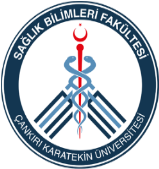 SAĞLIK BİLİMLERİ FAKÜLTESİ
ÇANKIRI KARATEKİN ÜNİVERSİTESİ